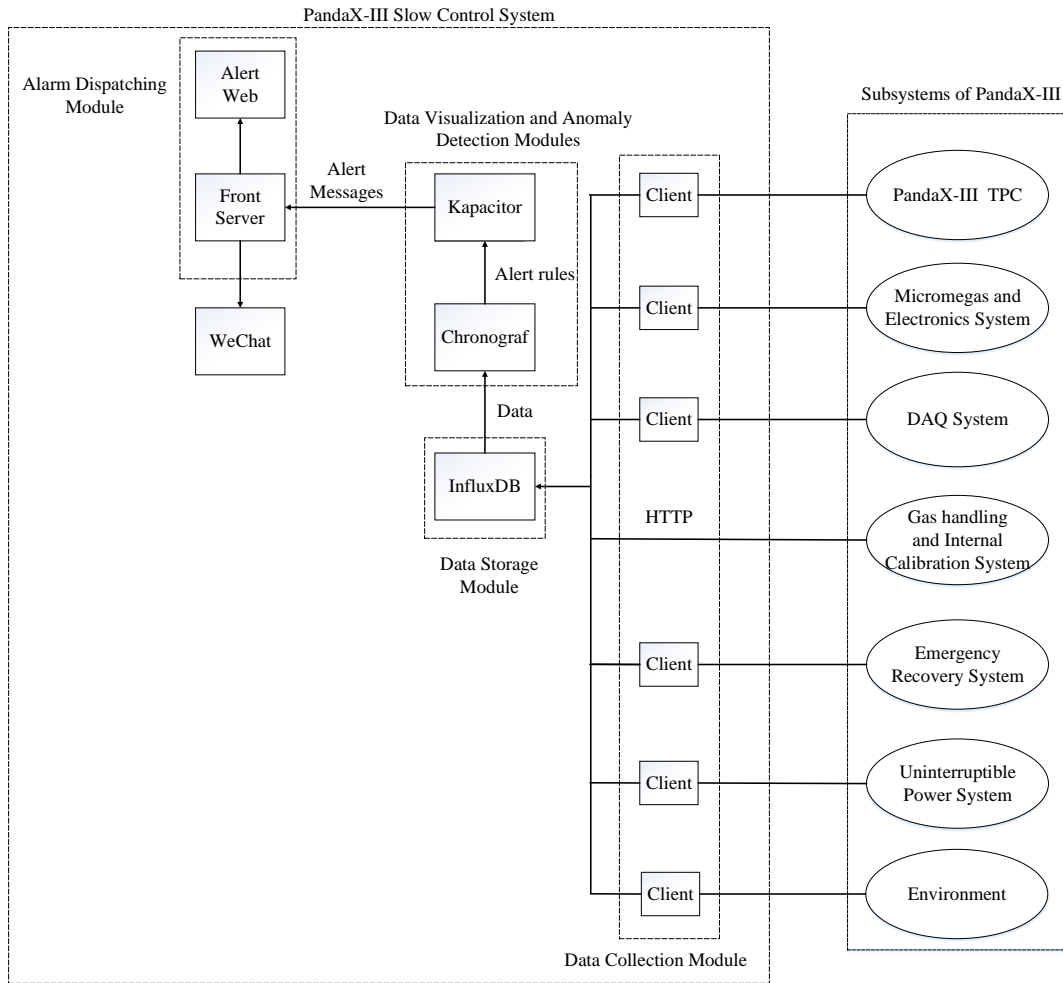 PandaX-III Slow Control System
Alarm Dispatching
Module
Alert
Web
Front
Server
WeChat
Alert
Messages
Data Visualization and Anomaly
Detection Modules
Kapacitor
Alert rules
Chronograf
Data
InfluxDB
Data Storage
Module
Client
Client
Client
HTTP
Client
Client
Client
Data Collection Module
Subsystems of PandaX-III
PandaX-III TPC
Micromegas and
Electronics System
DAQ System
Gas handling
and Internal
Calibration System
Emergency
Recovery System
Uninterruptible
Power System
Environment